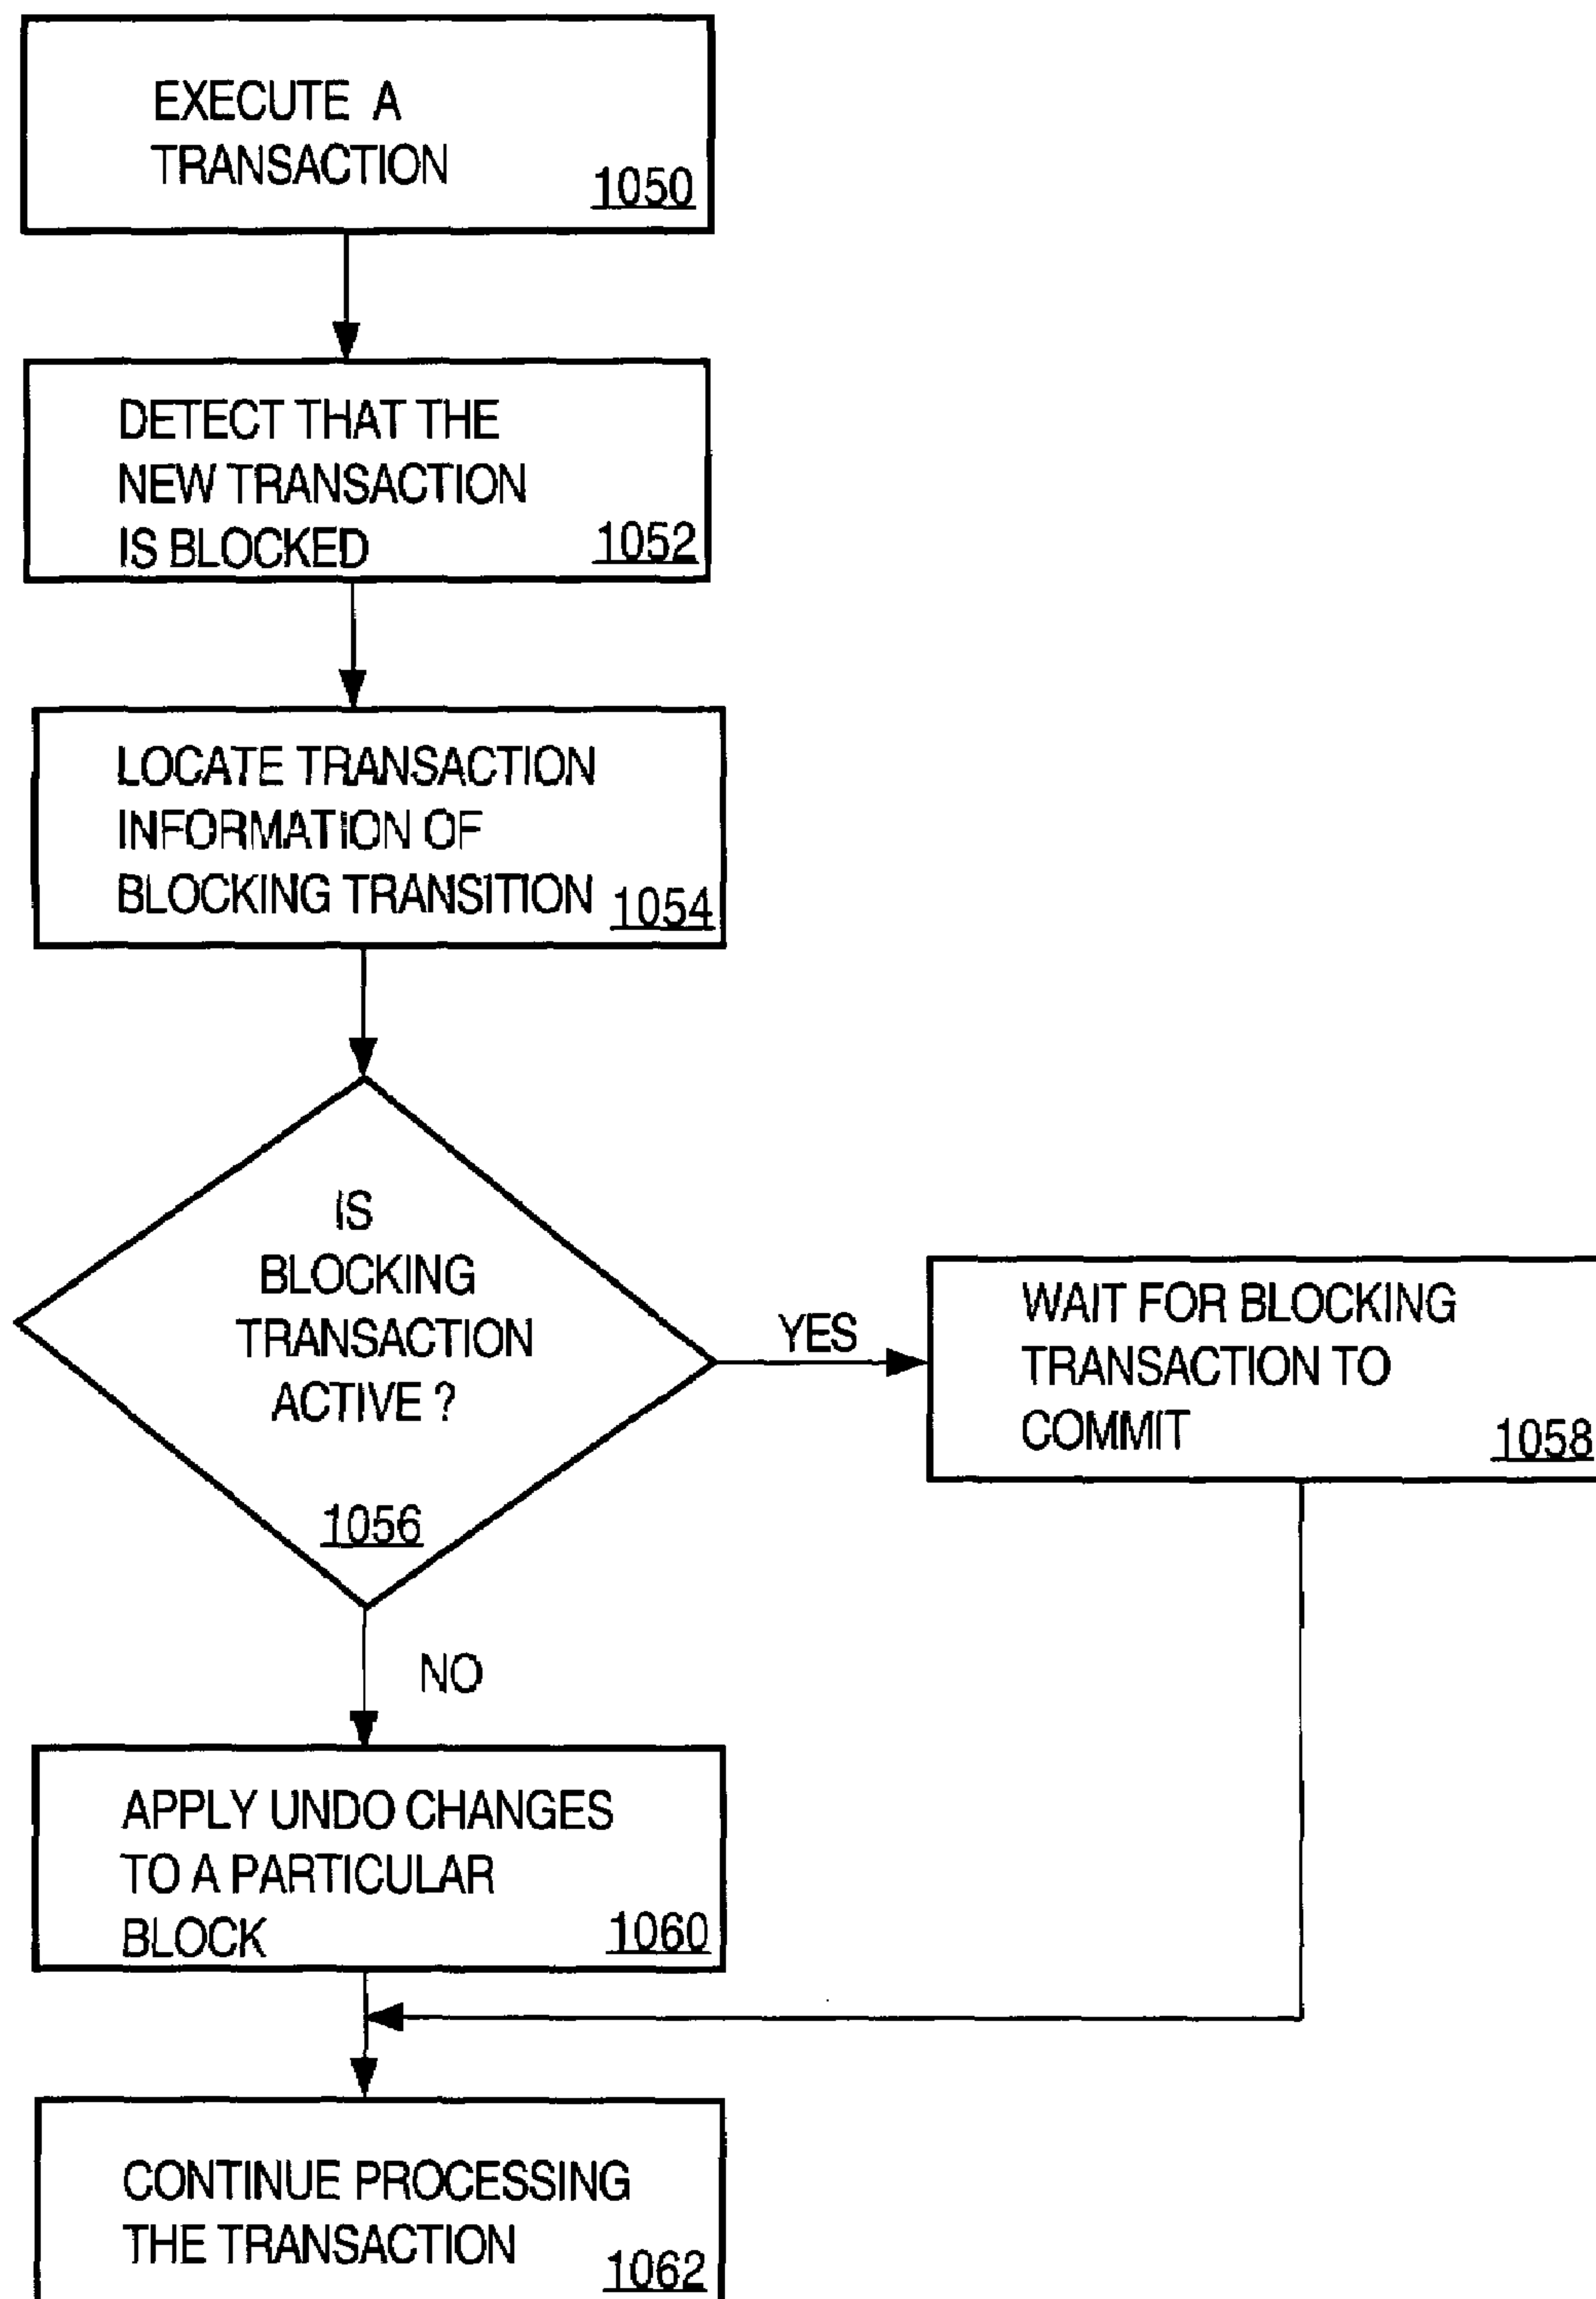 EXECUTE A
TRANSACTION
1050
DETECT THAT THE
NEW TRANSACTION
IS BLOCKED
1052
LOCATE TRANSACTION
INFORMATION OF
BLOCKING TRANSITION
1054
IS
BLOCKING
TRANSACTION
ACTIVE ?
1056
YES
WAIT FOR BLOCKING
TRANSACTION TO
COMMIT
1058
NO
APPLY UNDO CHANGES
TO A PARTICULAR
BLOCK
1060
CONTINUE PROCESSING
THE TRANSACTION
1062